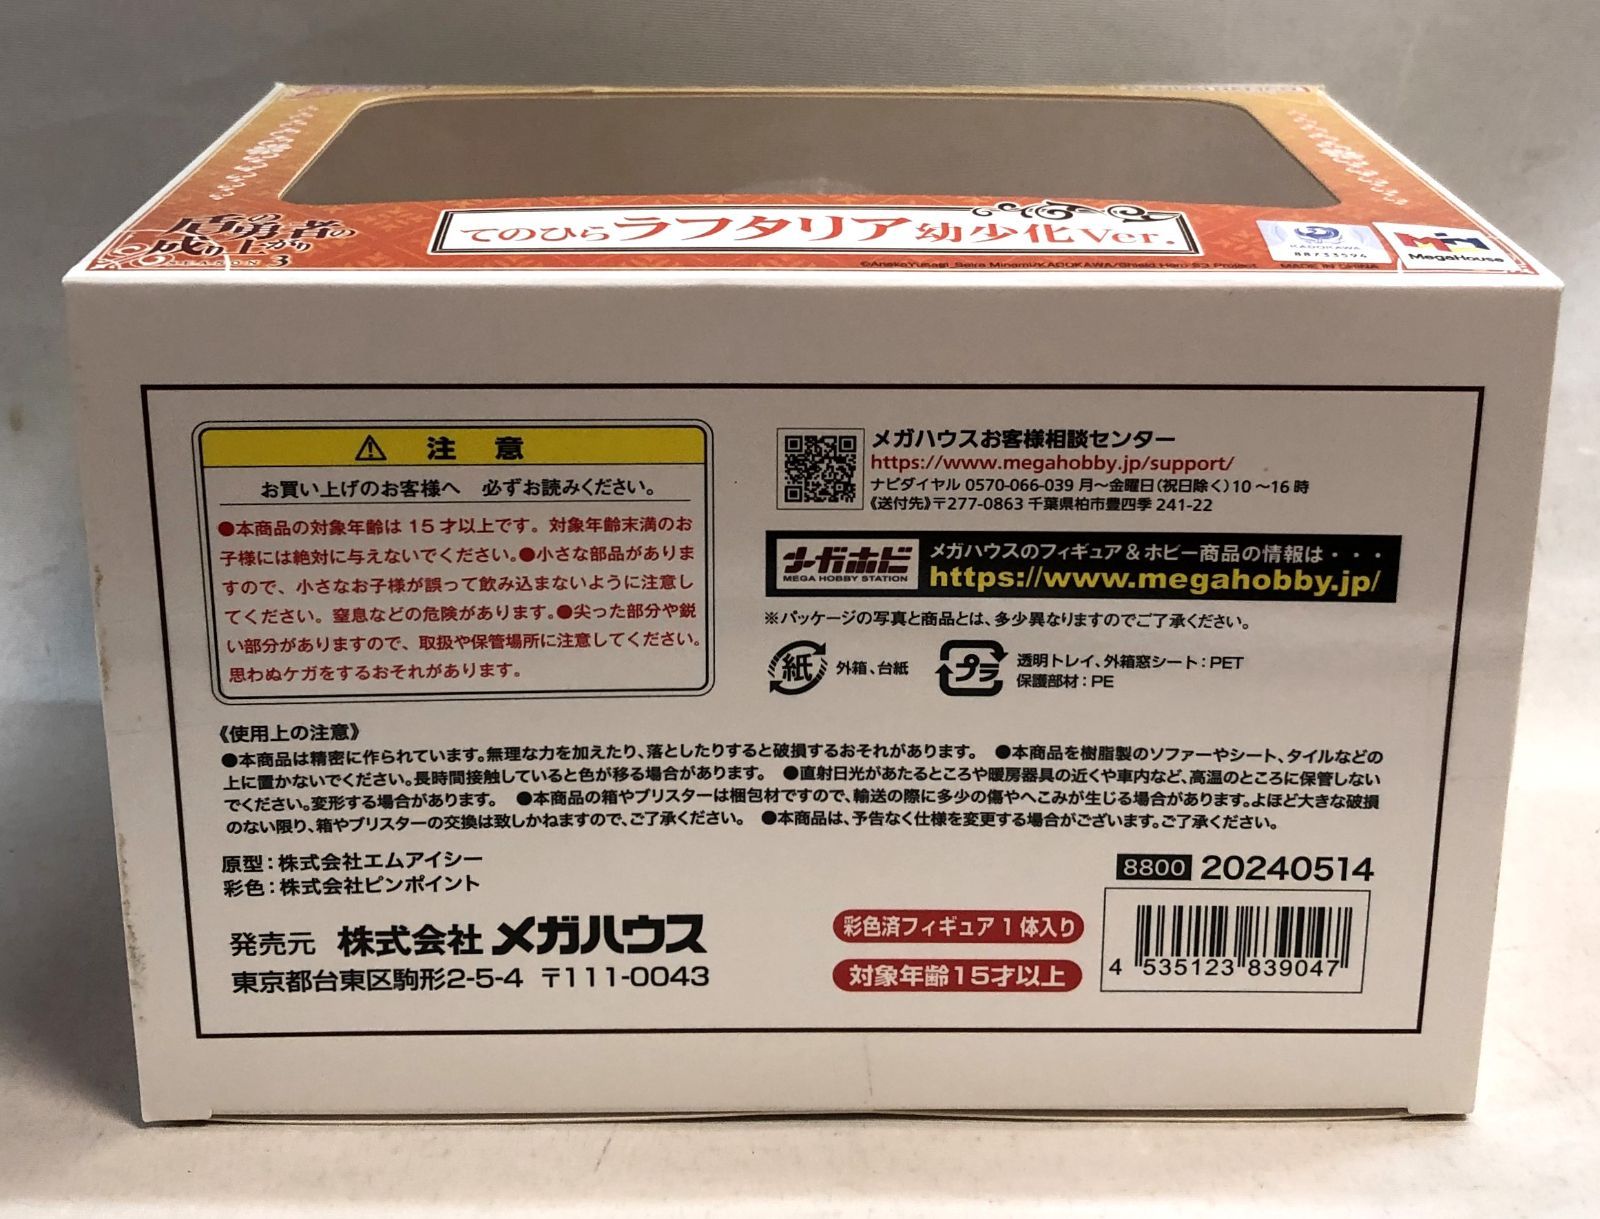 盾の勇者の
成り上がり
SEASON 3
てのひらラフタリア 幼少化Ver.
KADOKAWA
88733594
MegaHouse
©Aneko Yusagi, Seira Minami/KADOKAWA/Shield Hero S3 Project
MADE IN CHINA
⚠ 注意
お買い上げのお客様へ 必ずお読みください。
●本商品の対象年齢は 15 才以上です。対象年齢末満のお
子様には絶対に与えないでください。●小さな部品がありま
すので、小さなお子様が誤って飲み込まないように注意し
てください。窒息などの危険があります。●尖った部分や鋭
い部分がありますので、取扱や保管場所に注意してください。
思わぬケガをするおそれがあります。
メガハウスお客様相談センター
https://www.megahobby.jp/support/
ナビダイヤル 0570-066-039 月～金曜日(祝日除く)10～16時
《送付先》〒277-0863 千葉県柏市豊四季 241-22
メガホビ
MEGA HOBBY STATION
メガハウスのフィギュア&ホビー商品の情報は・・・
https://www.megahobby.jp/
※パッケージの写真と商品とは、多少異なりますのでご了承ください。
紙 外箱、台紙
プラ 透明トレイ、外箱窓シート:PET
保護部材:PE
《使用上の注意》
●本商品は精密に作られています。無理な力を加えたり、落としたりすると破損するおそれがあります。 ●本商品を樹脂製のソファーやシート、タイルなどの
上に置かないでください。長時間接触していると色が移る場合があります。 ●直射日光があたるところや暖房器具の近くや車内など、高温のところに保管しない
でください。変形する場合があります。 ●本商品の箱やブリスターは梱包材ですので、輸送の際に多少の傷やへこみが生じる場合があります。よほど大きな破損
のない限り、箱やブリスターの交換は致しかねますので、ご了承ください。 ●本商品は、予告なく仕様を変更する場合がございます。ご了承ください。
原型:株式会社エムアイシー
彩色:株式会社ピンポイント
8800 20240514
発売元 株式会社 メガハウス
東京都台東区駒形2-5-4 〒111-0043
彩色済フィギュア1体入り
対象年齢15才以上
4 535123 839047